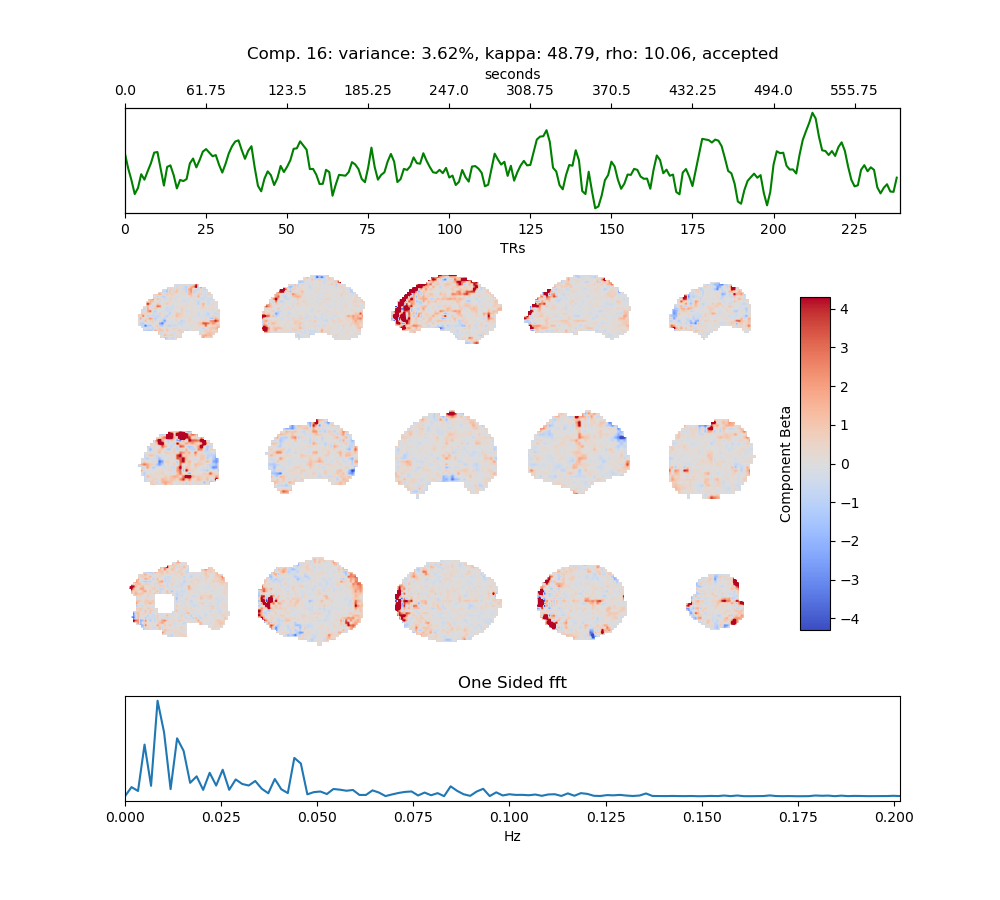 Comp. 16: variance: 3.62%, kappa: 48.79, rho: 10.06, accepted
seconds
0.0 61.75 123.5 185.25 247.0 308.75 370.5 432.25 494.0 555.75
0 25 50 75 100 125 150 175 200 225
TRs
4
3
2
1
0
−1
−2
−3
−4
Component Beta
One Sided fft
0.000 0.025 0.050 0.075 0.100 0.125 0.150 0.175 0.200
Hz